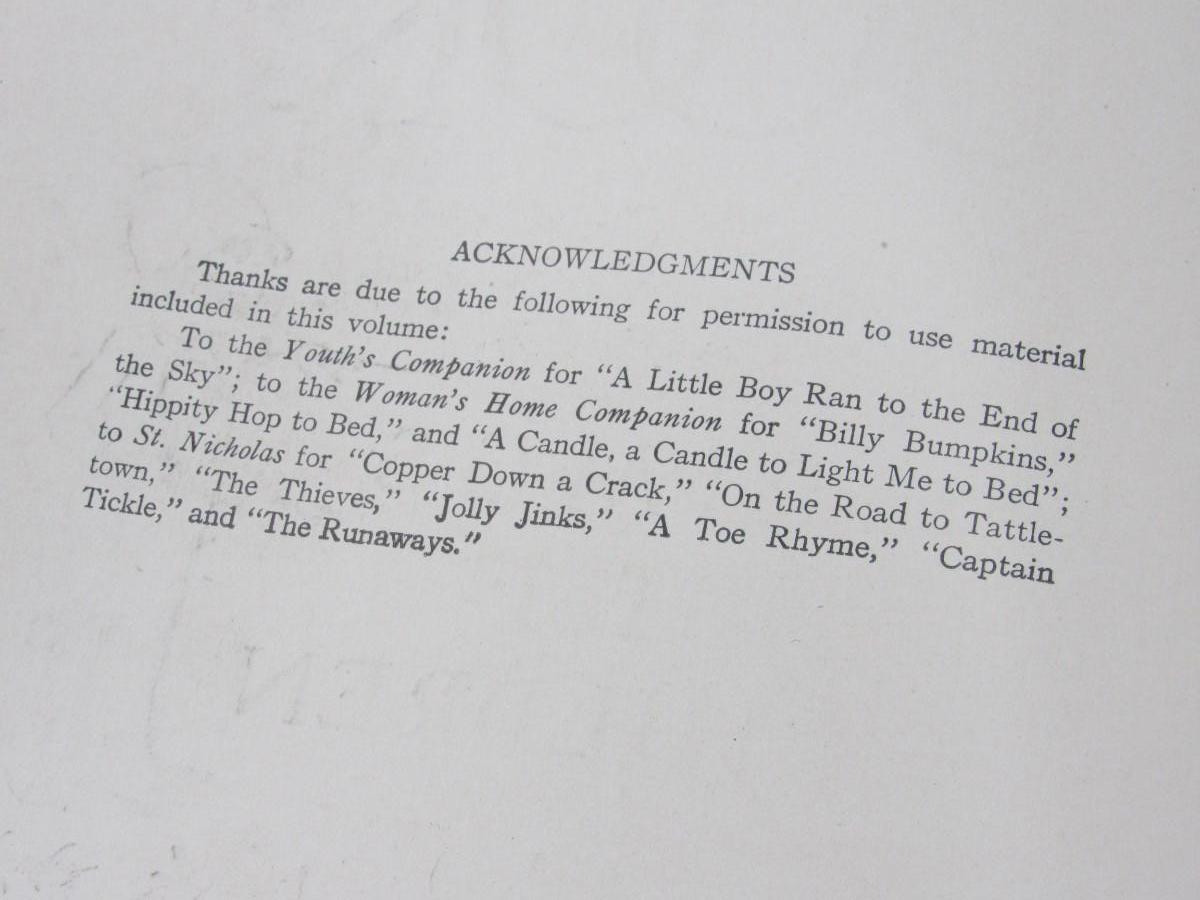 ACKNOWLEDGMENTS
Thanks are due to the following for permission to use material
included in this volume:
To the Youth's Companion for "A Little Boy Ran to the End of
the Sky"; to the Woman's Home Companion for "Billy Bumpkins,"
"Hippity Hop to Bed," and "A Candle, a Candle to Light Me to Bed";
to St. Nicholas for "Copper Down a Crack," "On the Road to Tattle-
town," "The Thieves," "Jolly Jinks," "A Toe Rhyme," "Captain
Tickle," and "The Runaways."